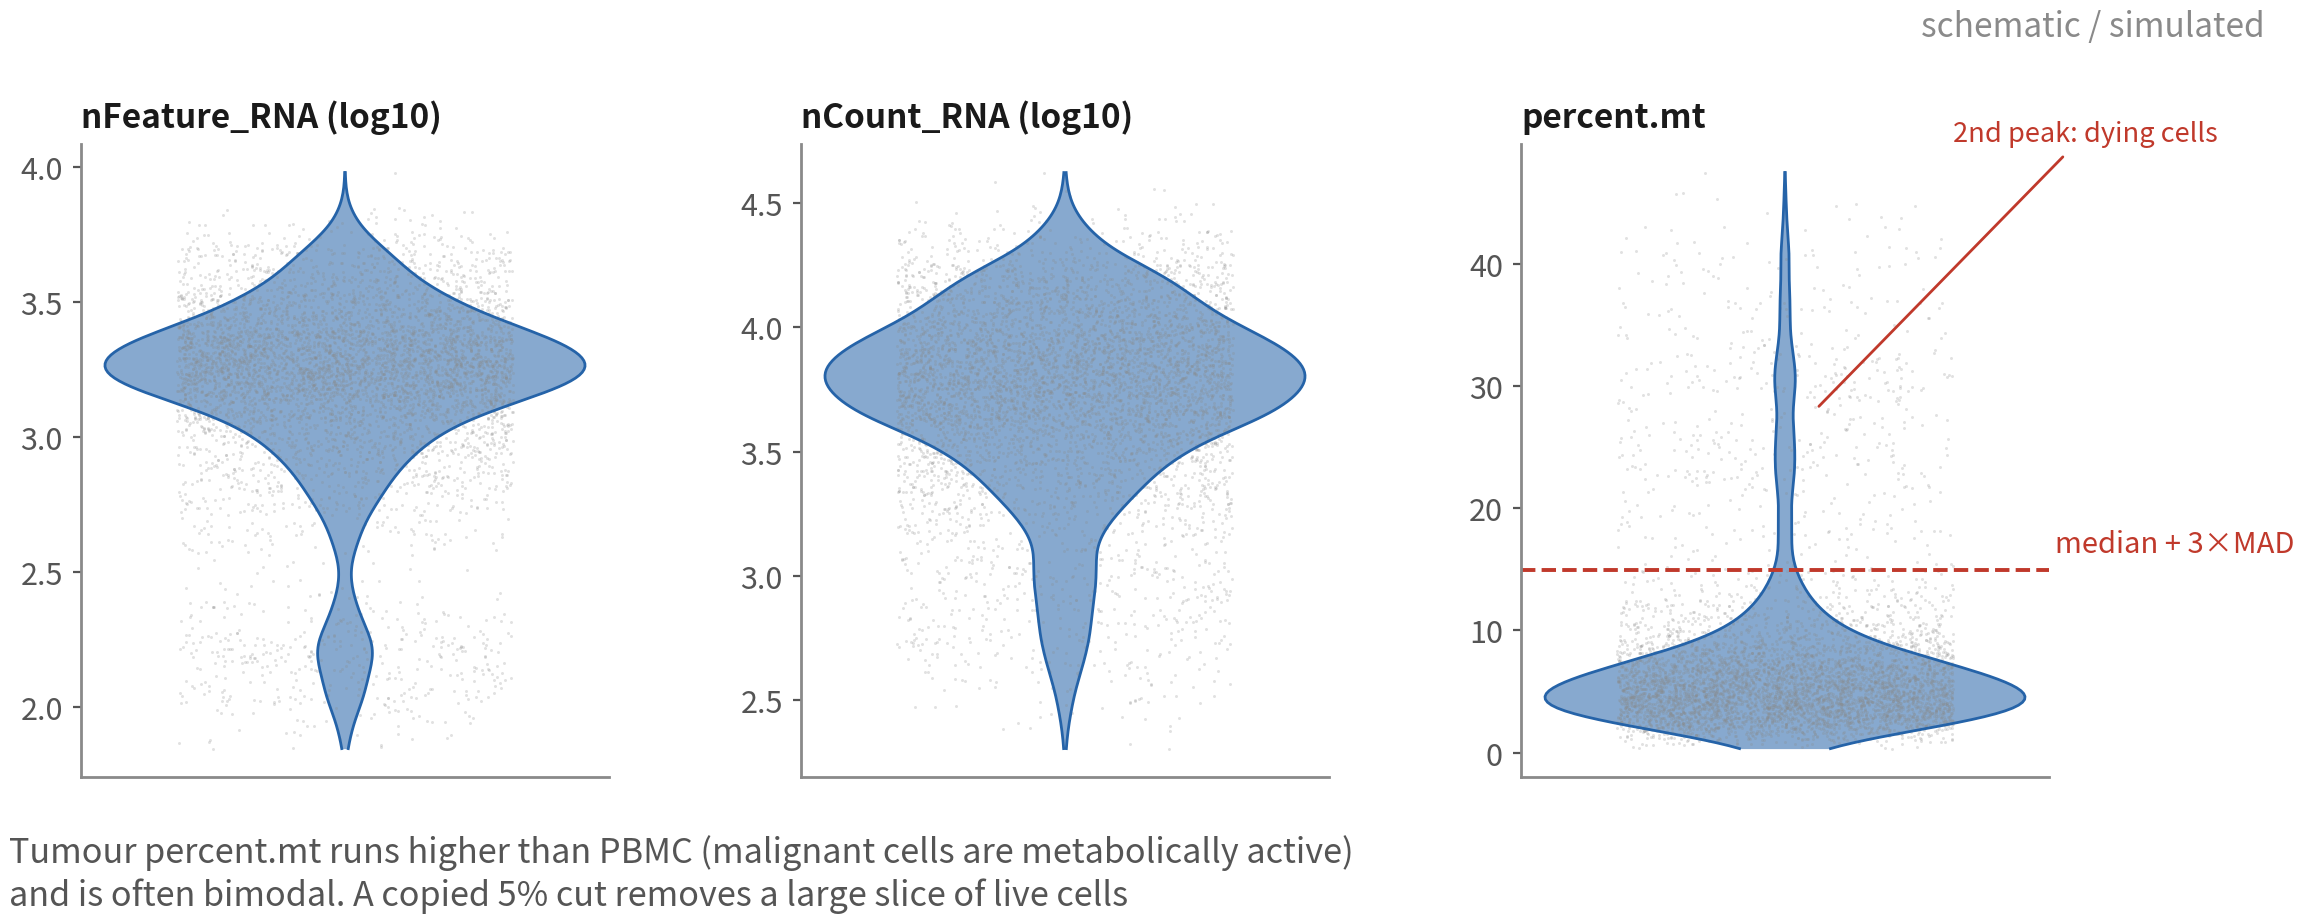 schematic / simulated
nFeature_RNA (log10)
4.0
3.5
3.0
2.5
2.0
nCount_RNA (log10)
4.5
4.0
3.5
3.0
2.5
percent.mt
2nd peak: dying cells
40
30
20
10
0
median + 3×MAD
Tumour percent.mt runs higher than PBMC (malignant cells are metabolically active)
and is often bimodal. A copied 5% cut removes a large slice of live cells